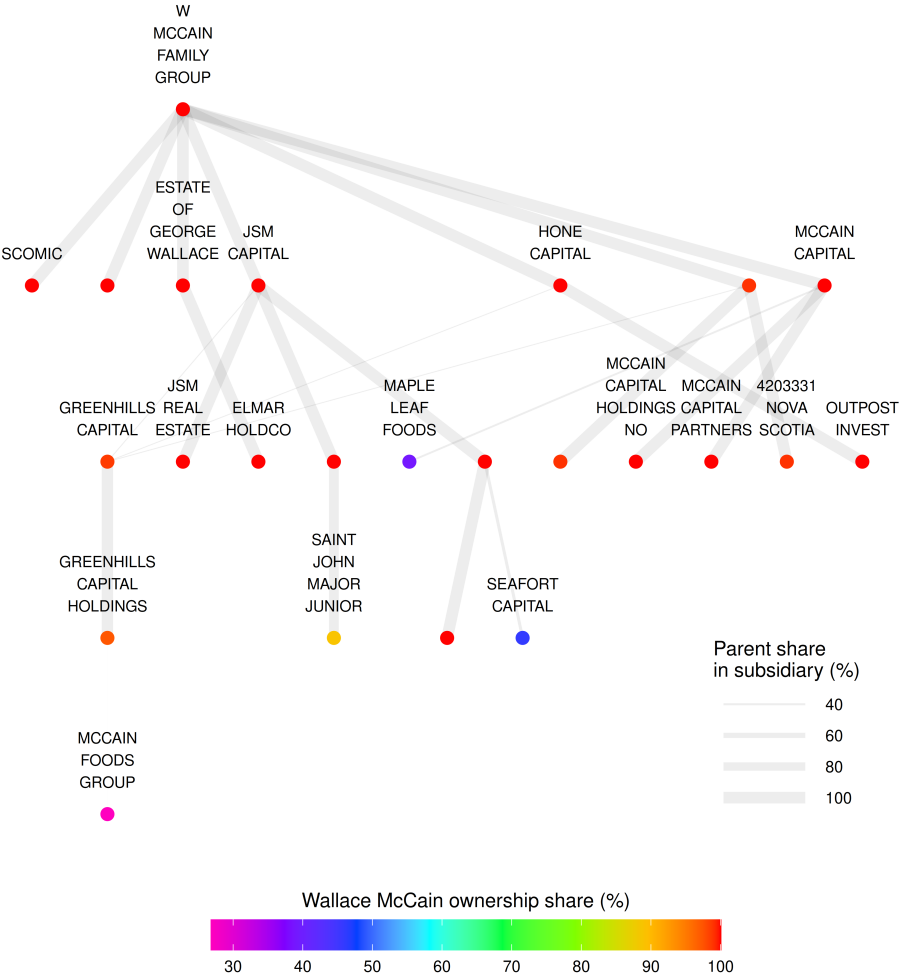 W
MCCAIN
FAMILY
GROUP
SCOMIC
ESTATE
OF
GEORGE
WALLACE
JSM
CAPITAL
HONE
CAPITAL
MCCAIN
CAPITAL
GREENHILLS
CAPITAL
JSM
REAL
ESTATE
ELMAR
HOLDCO
MAPLE
LEAF
FOODS
MCCAIN
CAPITAL
HOLDINGS
NO
MCCAIN
CAPITAL
PARTNERS
4203331
NOVA
SCOTIA
OUTPOST
INVEST
GREENHILLS
CAPITAL
HOLDINGS
SAINT
JOHN
MAJOR
JUNIOR
SEAFORT
CAPITAL
MCCAIN
FOODS
GROUP
Parent share
in subsidiary (%)
40
60
80
100
Wallace McCain ownership share (%)
30 40 50 60 70 80 90 100